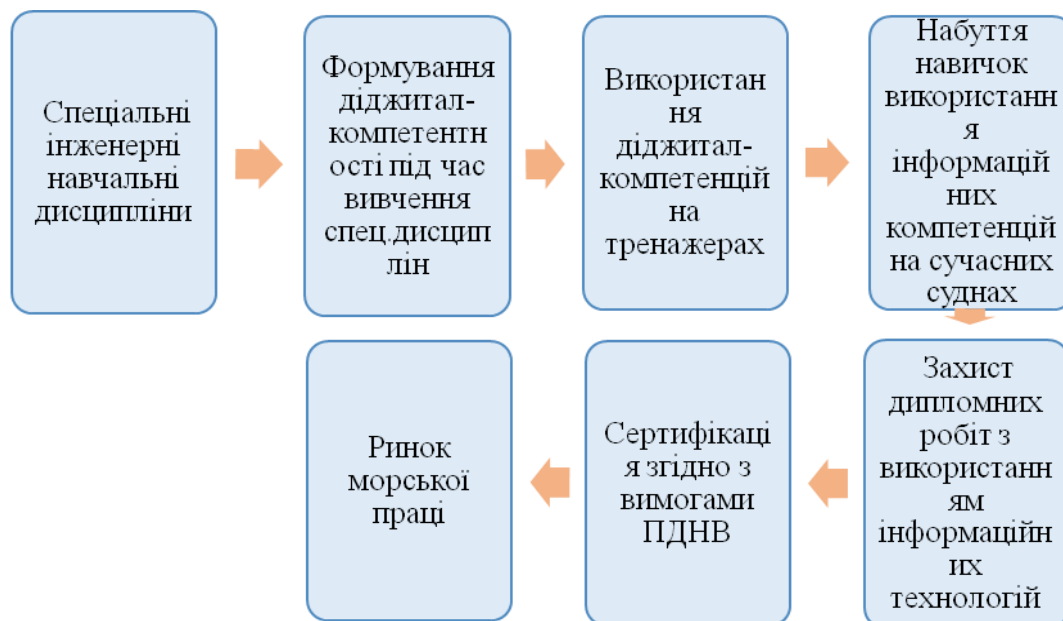 Спеціальні
інженерні
навчальні
дисципліни
Формування
діджитал-
компетентн
ості під час
вивчення
спец.дисцип
лін
Використан
ня
діджитал-
компетенцій
на
тренажерах
Набуття
навичок
використанн
я
інформацій
них
компетенцій
на сучасних
суднах
Захист
дипломних
робіт з
використанн
ям
інформаційн
их
технологій
Сертифікаці
я згідно з
вимогами
ПДНВ
Ринок
морської
праці